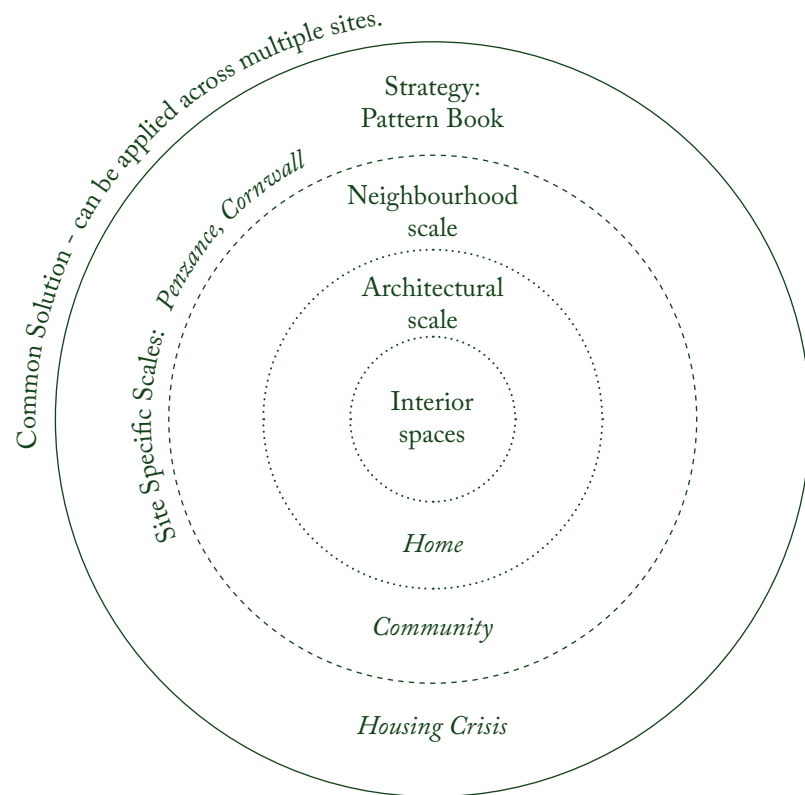 Common Solution - can be applied across multiple sites.
Strategy:
Pattern Book
Site Specific Scales: Penzance, Cornwall
Neighbourhood
scale
Architectural
scale
Interior
spaces
Home
Community
Housing Crisis